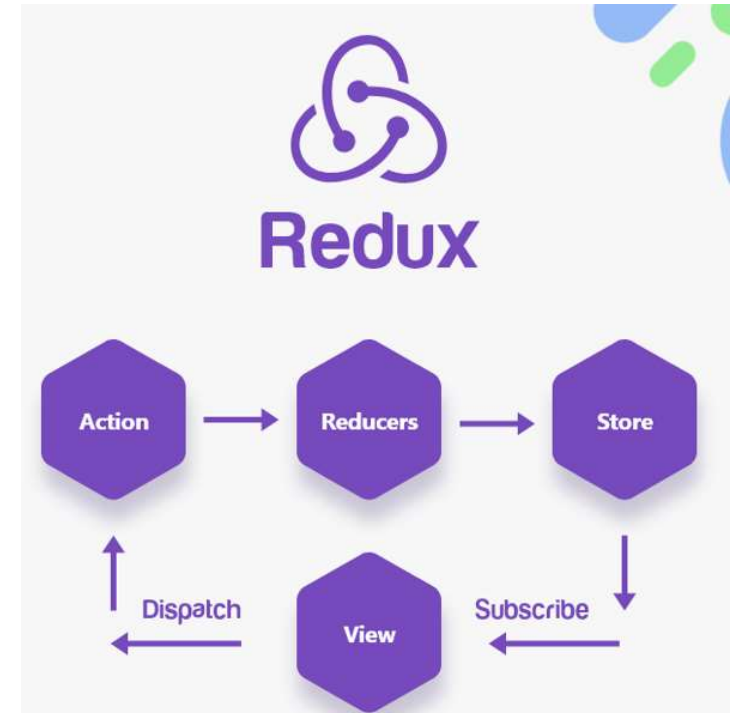 Redux
Action
Reducers
Store
Dispatch
Subscribe
View